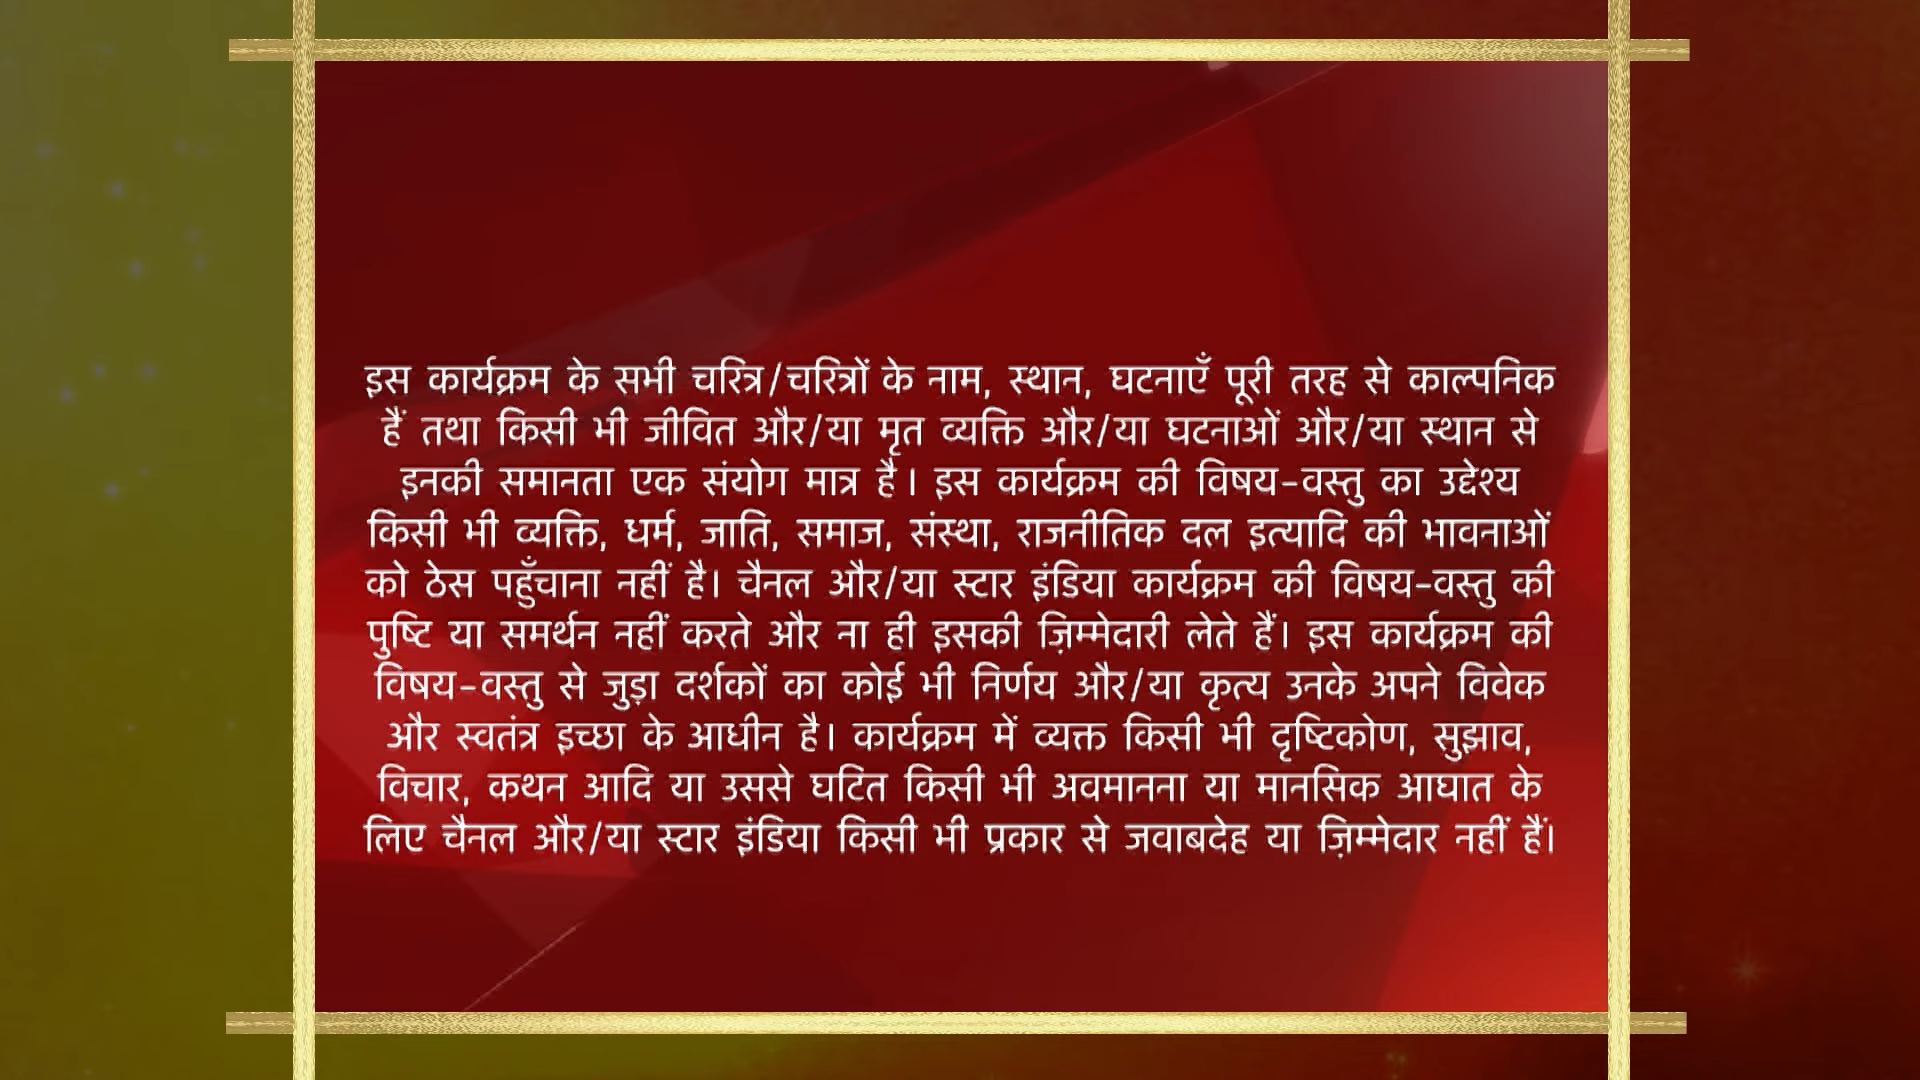 इस कार्यक्रम के सभी चरित्र/चरित्रों के नाम, स्थान, घटनाएँ पूरी तरह से काल्पनिक
हैं तथा किसी भी जीवित और/या मृत व्यक्ति और/या घटनाओं और/या स्थान से
इनकी समानता एक संयोग मात्र है। इस कार्यक्रम की विषय-वस्तु का उद्देश्य
किसी भी व्यक्ति, धर्म, जाति, समाज, संस्था, राजनीतिक दल इत्यादि की भावनाओं
को ठेस पहुँचाना नहीं है। चैनल और/या स्टार इंडिया कार्यक्रम की विषय-वस्तु की
पुष्टि या समर्थन नहीं करते और ना ही इसकी ज़िम्मेदारी लेते हैं। इस कार्यक्रम की
विषय-वस्तु से जुड़ा दर्शकों का कोई भी निर्णय और/या कृत्य उनके अपने विवेक
और स्वतंत्र इच्छा के आधीन है। कार्यक्रम में व्यक्त किसी भी दृष्टिकोण, सुझाव,
विचार, कथन आदि या उससे घटित किसी भी अवमानना या मानसिक आघात के
लिए चैनल और/या स्टार इंडिया किसी भी प्रकार से जवाबदेह या ज़िम्मेदार नहीं हैं।